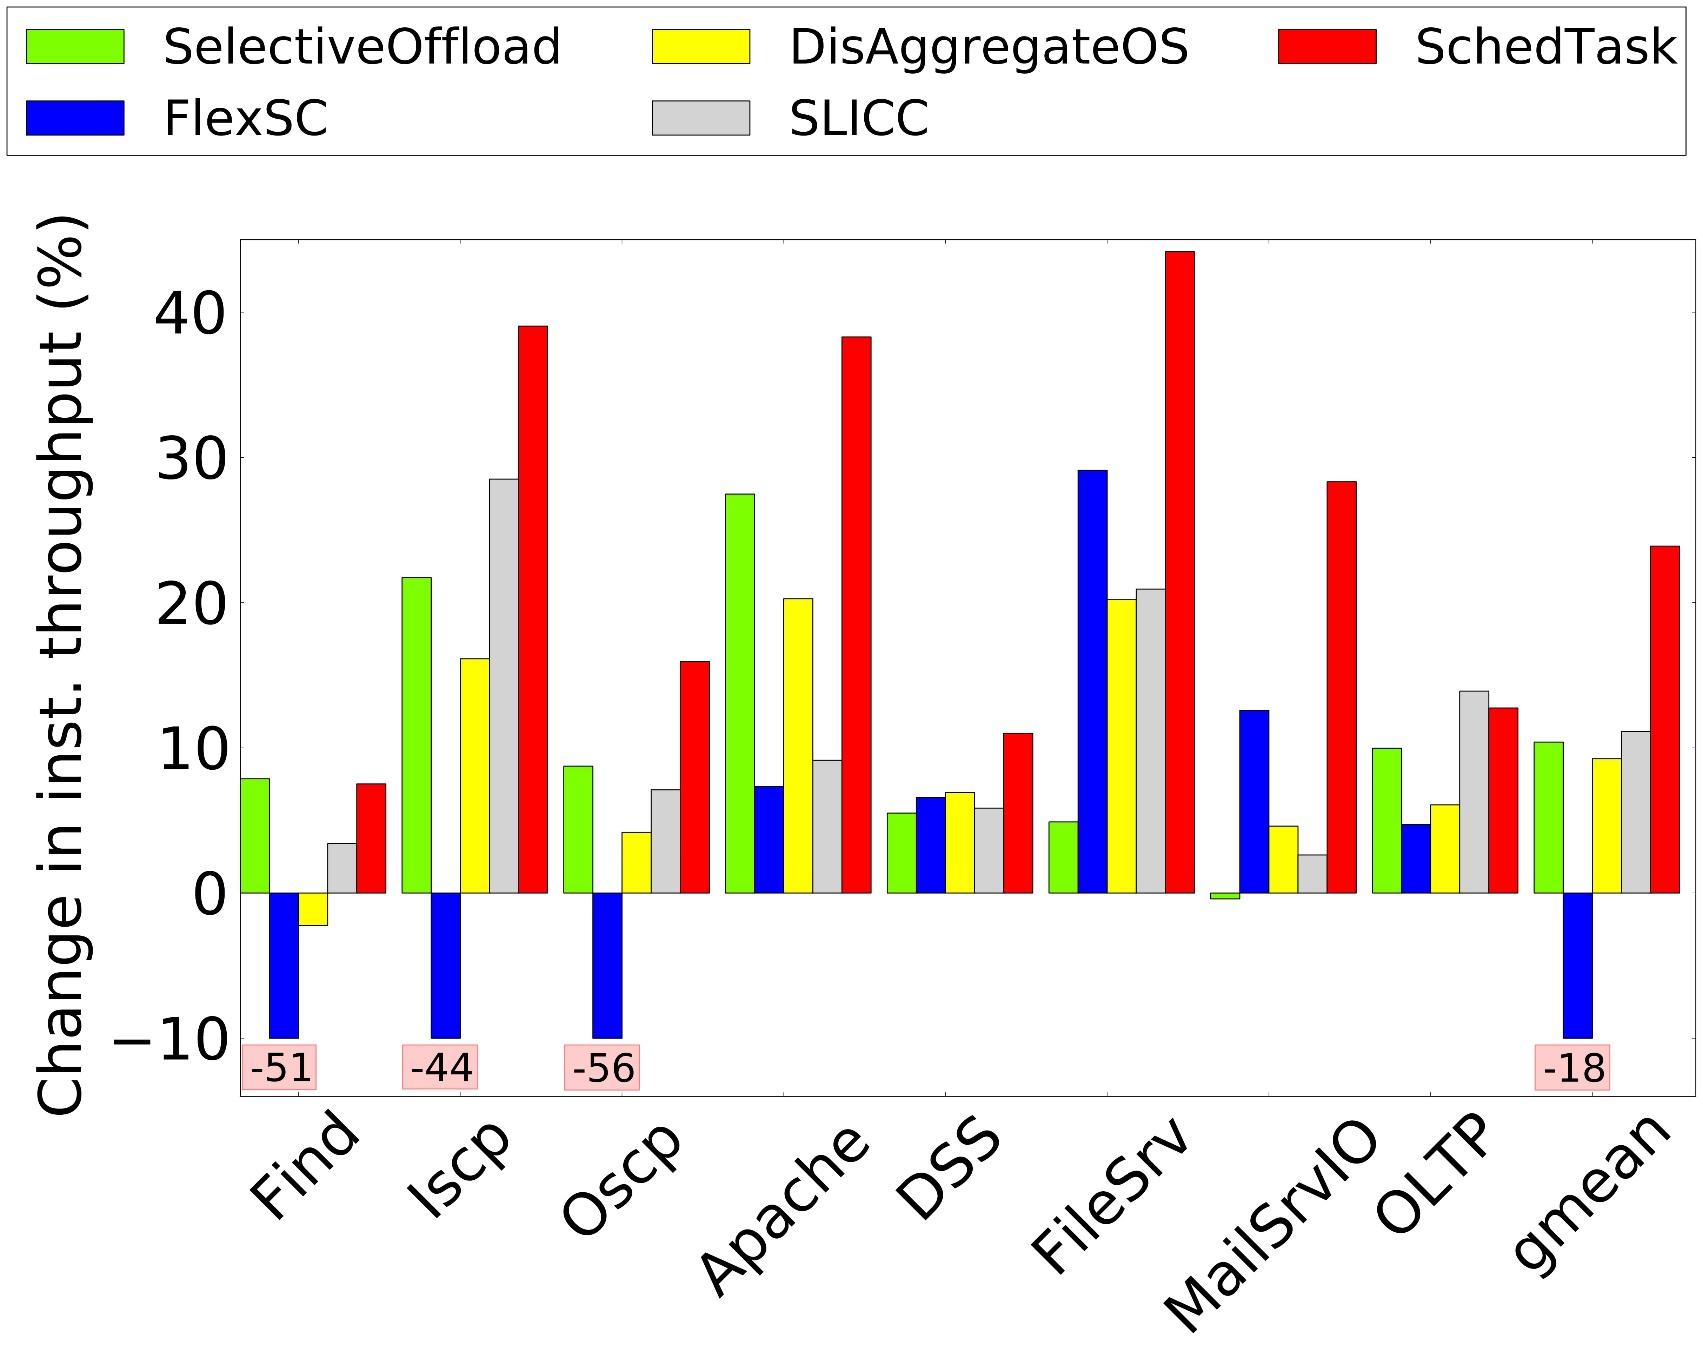 SelectiveOffload DisAggregateOS SchedTask
FlexSC SLICC
Change in inst. throughput (%)
40
30
20
10
0
−10
-51 -44 -56 -18
Find Iscp Oscp Apache DSS FileSrv MailSrvIO OLTP gmean